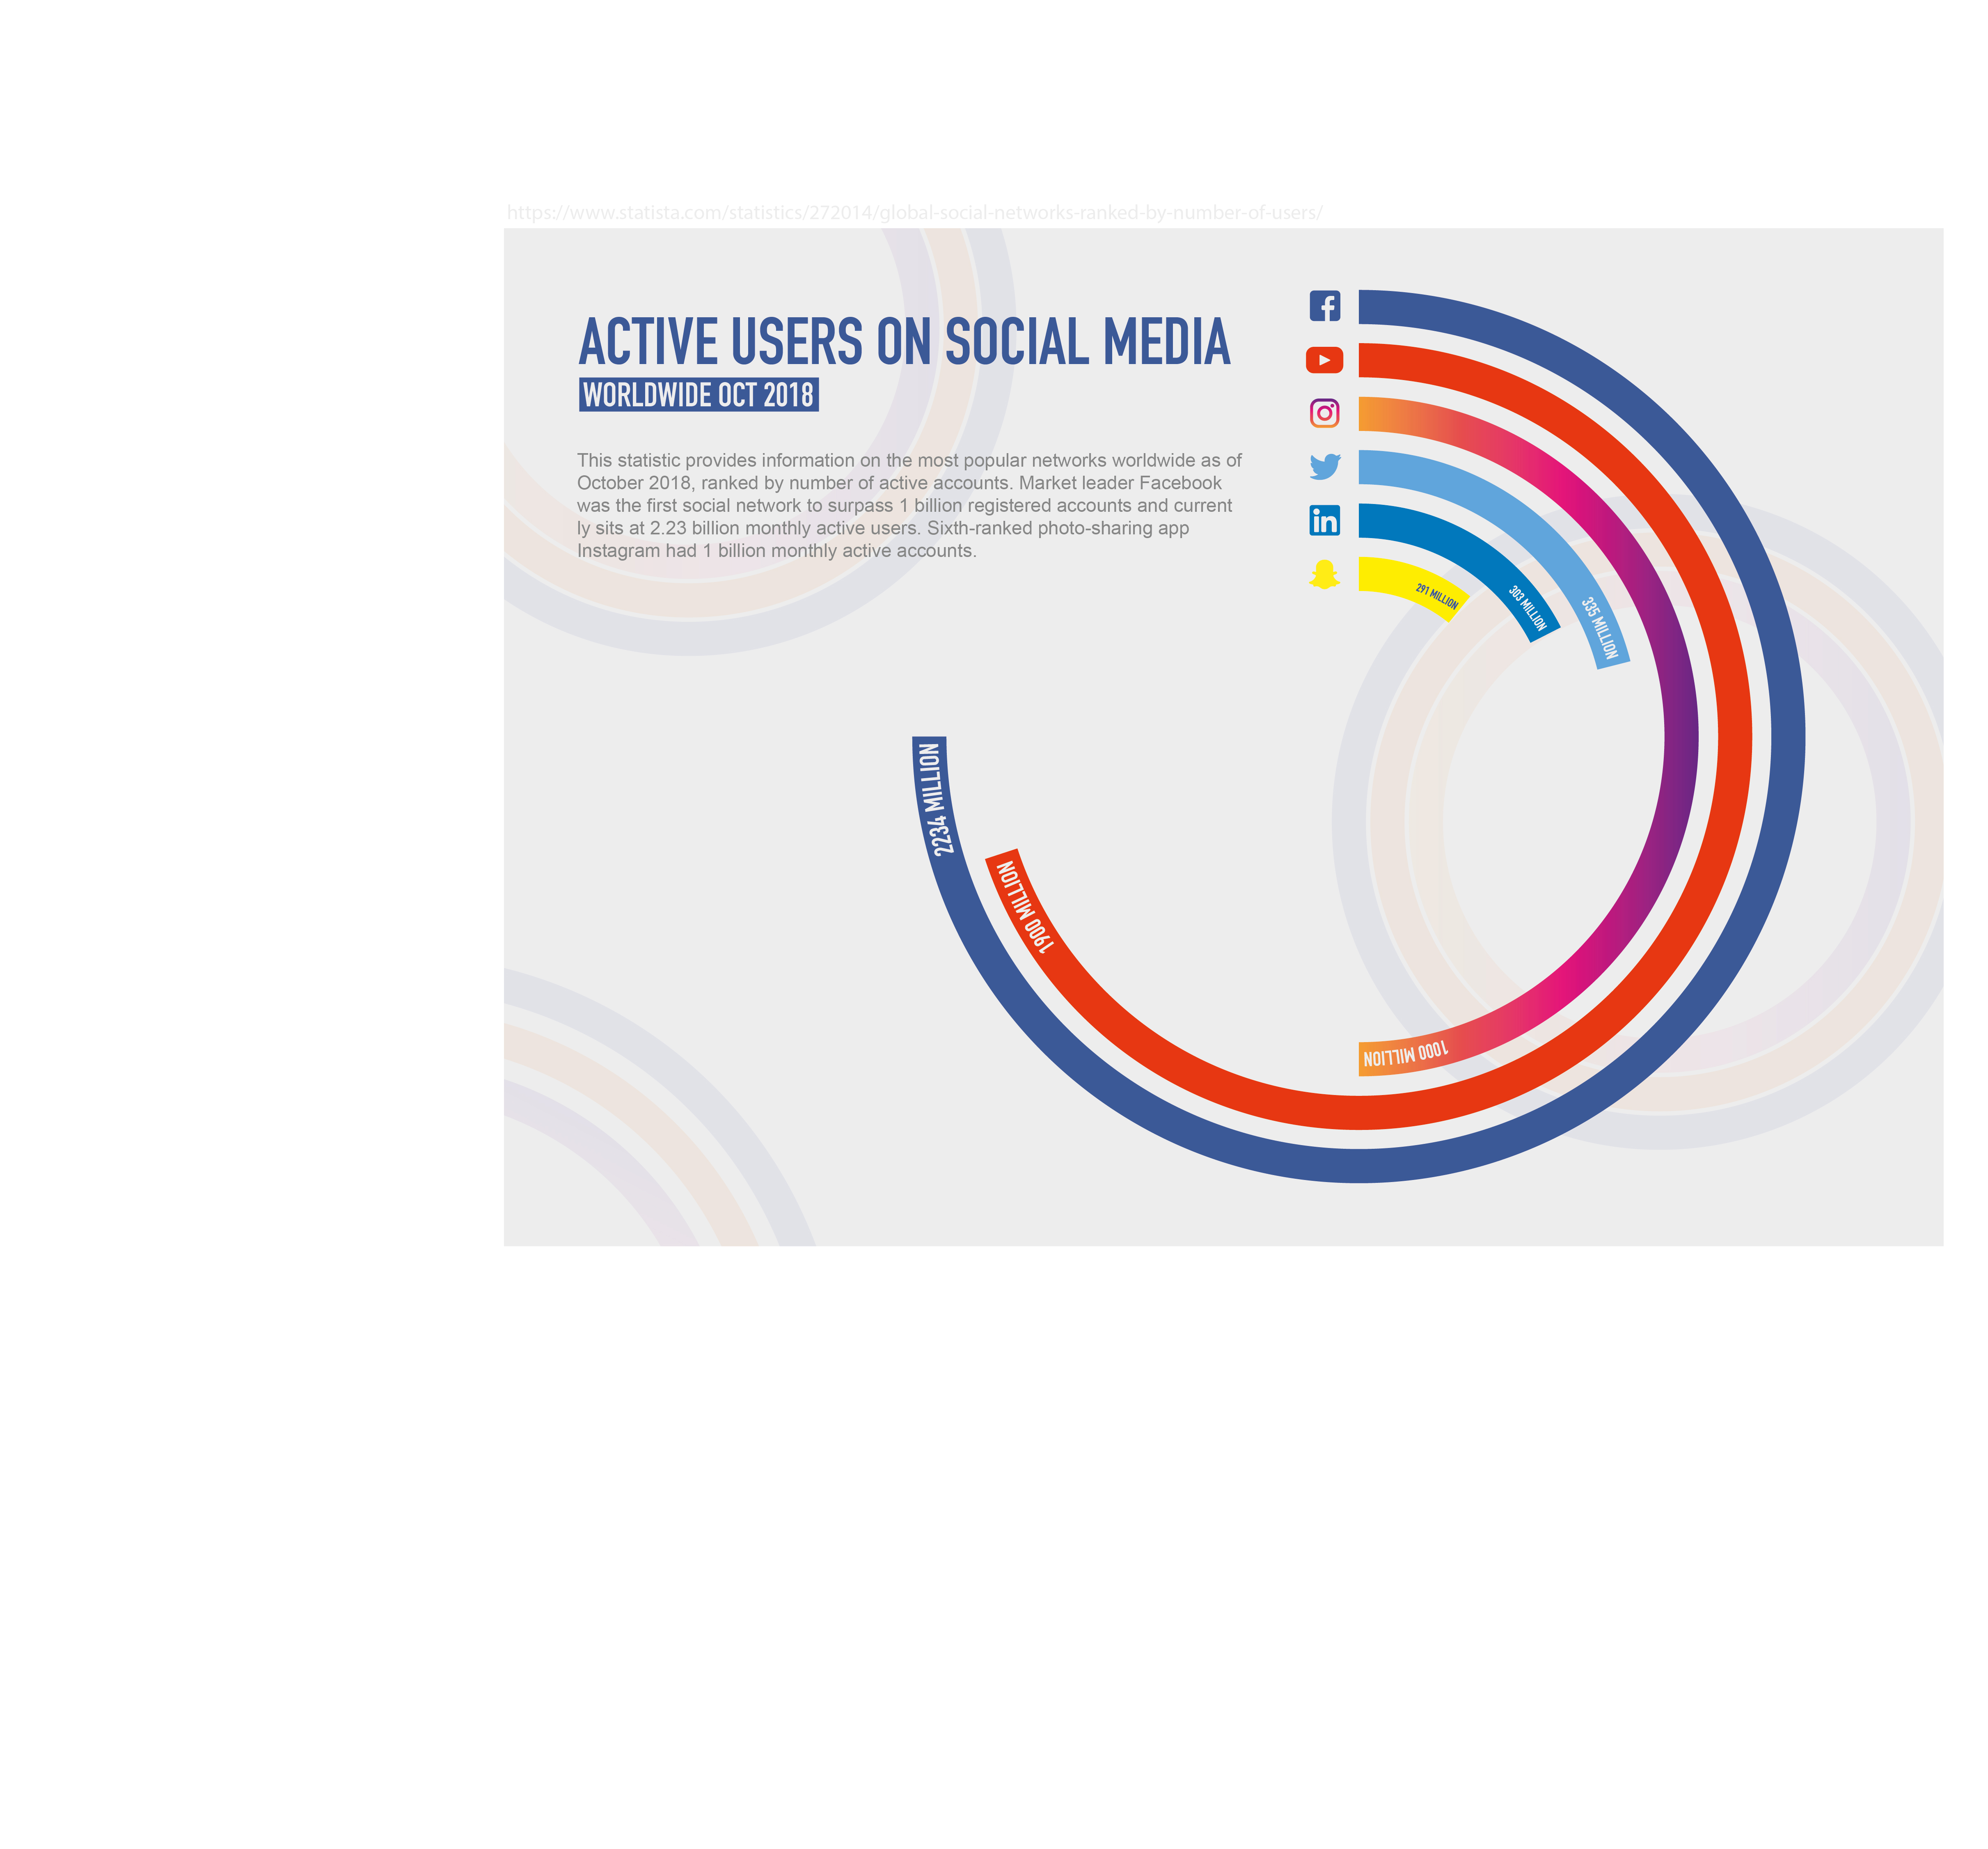 https://www.statista.com/statistics/272014/global-social-networks-ranked-by-number-of-users/
ACTIVE USERS ON SOCIAL MEDIA
WORLDWIDE OCT 2018
This statistic provides information on the most popular networks worldwide as of
October 2018, ranked by number of active accounts. Market leader Facebook
was the first social network to surpass 1 billion registered accounts and current
ly sits at 2.23 billion monthly active users. Sixth-ranked photo-sharing app
Instagram had 1 billion monthly active accounts.
291 MILLION
303 MILLION
335 MILLION
2234 MILLION
1900 MILLION
1000 MILLION